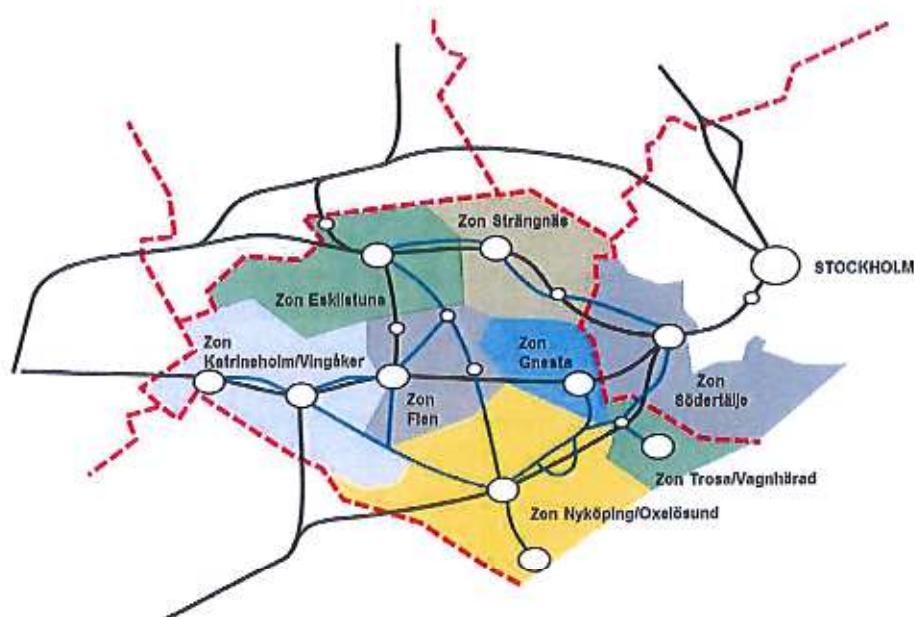 Zon Strängnäs
STOCKHOLM
Zon Eskilstuna
Zon
Katrineholm/Vingåker
Zon
Gnesta
Zon
Södertälje
Zon
Flen
Zon Trosa/Vagnhärad
Zon Nyköping/Oxelösund